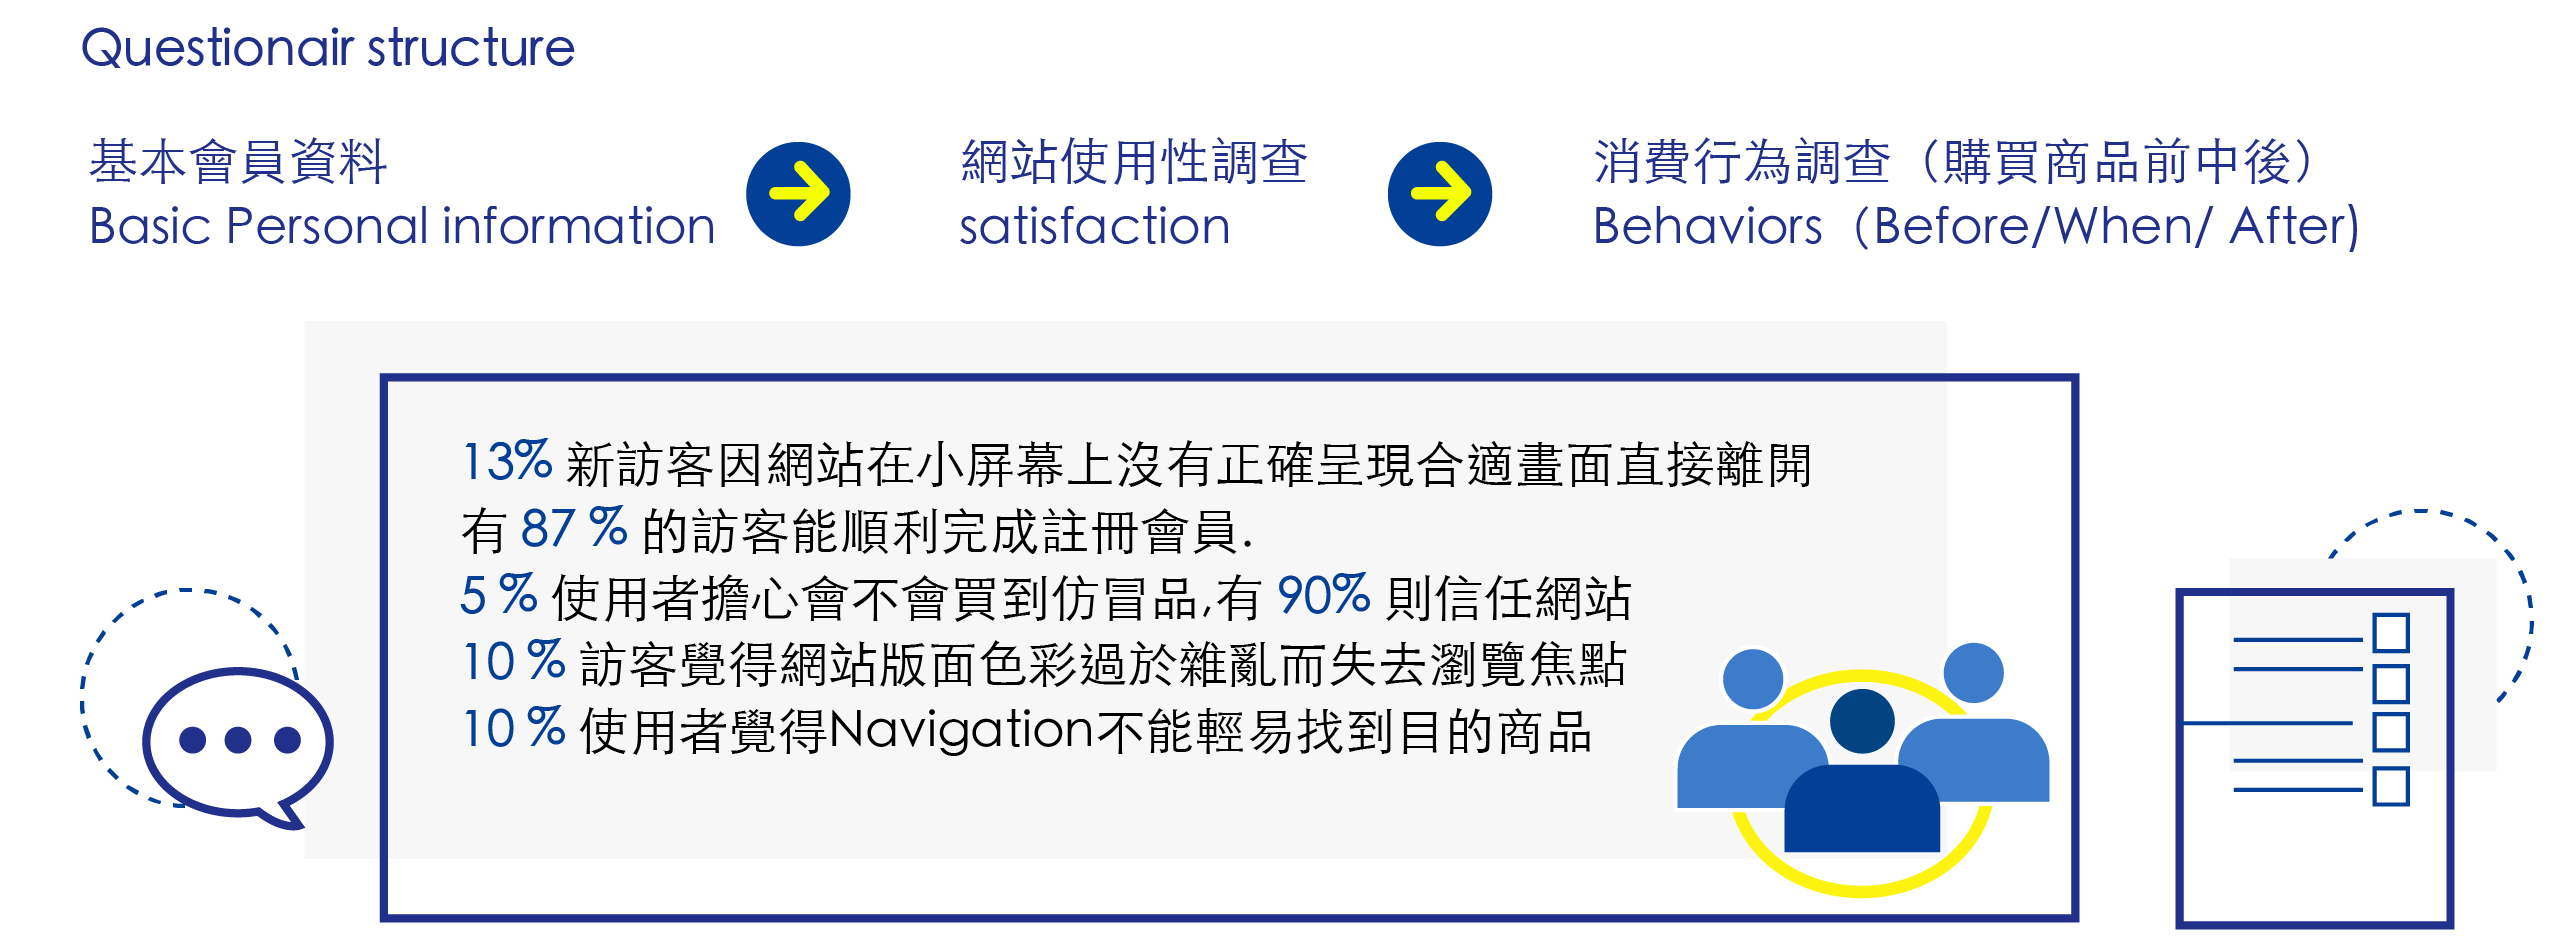 Questionair structure
基本會員資料
Basic Personal information
網站使用性調查
satisfaction
消費行為調查（購買商品前中後）
Behaviors（Before/When/ After)
13% 新訪客因網站在小屏幕上沒有正確呈現合適畫面直接離開
有 87 % 的訪客能順利完成註冊會員.
5 % 使用者擔心會不會買到仿冒品,有 90% 則信任網站
10 % 訪客覺得網站版面色彩過於雜亂而失去瀏覽焦點
10 % 使用者覺得Navigation不能輕易找到目的商品